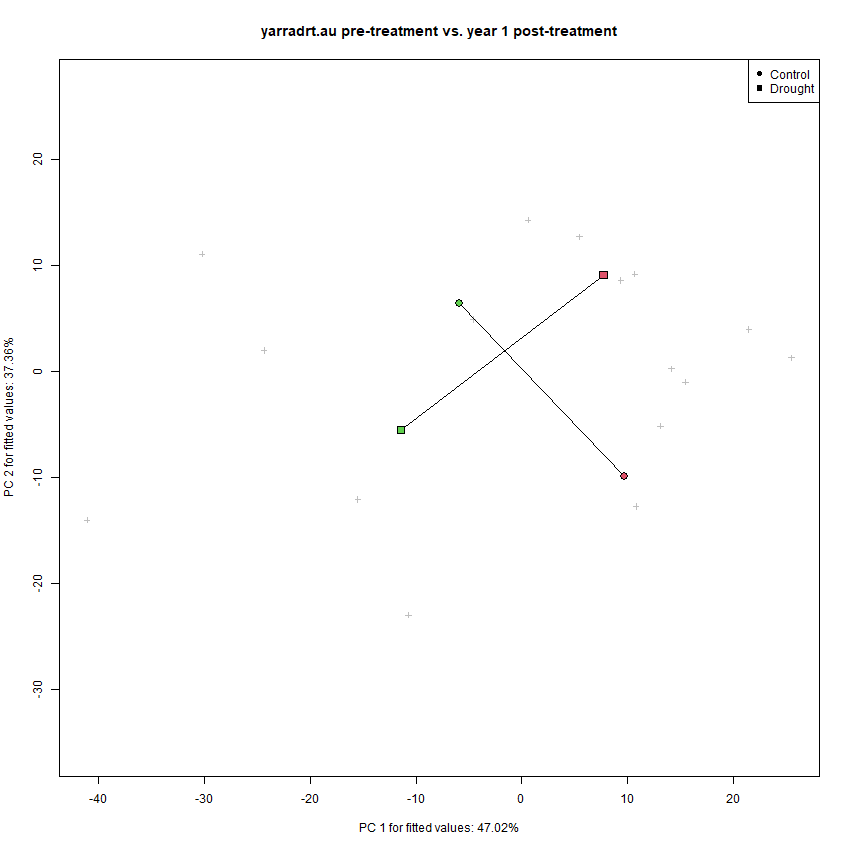 yarradrt.au pre-treatment vs. year 1 post-treatment
Control
Drought
20
10
0
-10
-20
-30
PC 2 for fitted values: 37.36%
-40
-30
-20
-10
0
10
20
PC 1 for fitted values: 47.02%